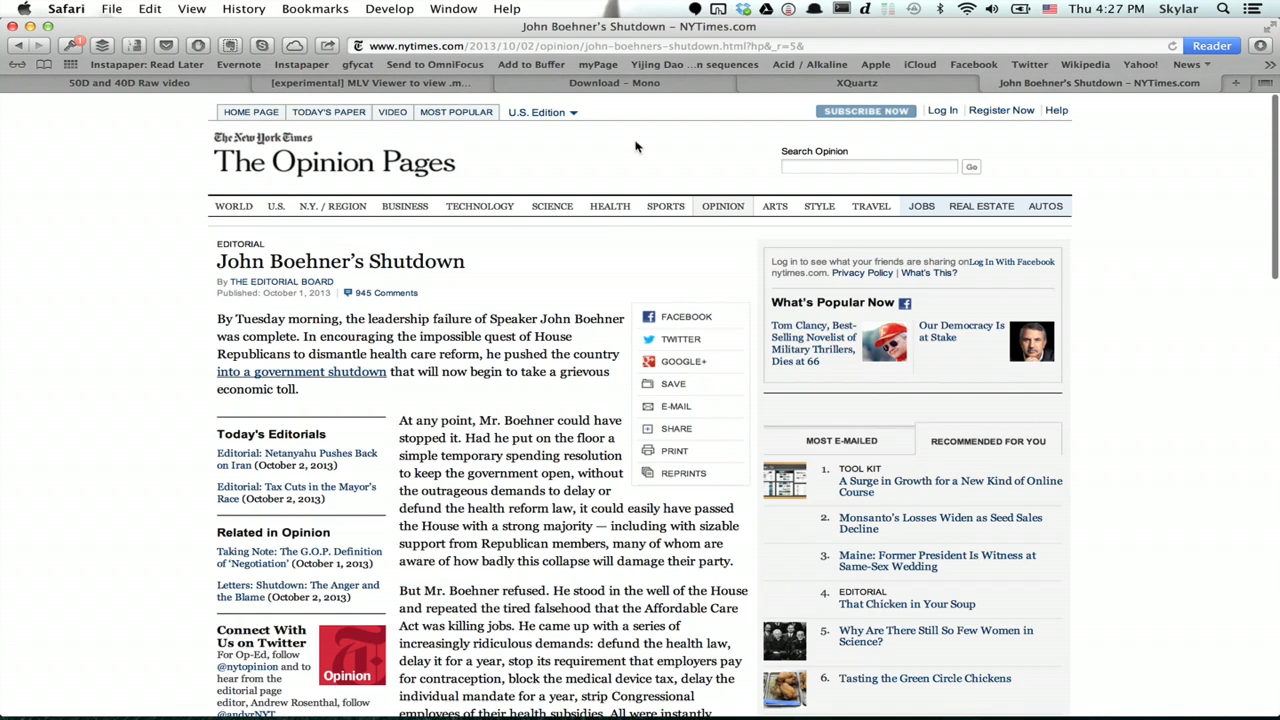 Safari File Edit View History Bookmarks Develop Window Help Thu 4:27 PM Skylar
John Boehner's Shutdown – NYTimes.com
www.nytimes.com/2013/10/02/opinion/john-boehners-shutdown.html?hp&_r=5& Reader
Instapaper: Read Later Evernote Instapaper gfycat Send to OmniFocus Add to Buffer myPage Yijing Dao ...n sequences Acid / Alkaline Apple iCloud Facebook Twitter Wikipedia Yahoo! News
50D and 40D Raw video [experimental] MLV Viewer to view .m... Download – Mono XQuartz John Boehner's Shutdown – NYTimes.com
HOME PAGE TODAY'S PAPER VIDEO MOST POPULAR U.S. Edition SUBSCRIBE NOW Log In Register Now Help
The New York Times
The Opinion Pages
Search Opinion
Go
WORLD U.S. N.Y. / REGION BUSINESS TECHNOLOGY SCIENCE HEALTH SPORTS OPINION ARTS STYLE TRAVEL JOBS REAL ESTATE AUTOS
EDITORIAL
John Boehner's Shutdown
By THE EDITORIAL BOARD
Published: October 1, 2013 945 Comments
By Tuesday morning, the leadership failure of Speaker John Boehner
was complete. In encouraging the impossible quest of House
Republicans to dismantle health care reform, he pushed the country
into a government shutdown that will now begin to take a grievous
economic toll.
FACEBOOK
TWITTER
GOOGLE+
SAVE
E-MAIL
SHARE
PRINT
REPRINTS
At any point, Mr. Boehner could have
stopped it. Had he put on the floor a
simple temporary spending resolution
to keep the government open, without
the outrageous demands to delay or
defund the health reform law, it could easily have passed
the House with a strong majority — including with sizable
support from Republican members, many of whom are
aware of how badly this collapse will damage their party.
But Mr. Boehner refused. He stood in the well of the House
and repeated the tired falsehood that the Affordable Care
Act was killing jobs. He came up with a series of
increasingly ridiculous demands: defund the health law,
delay it for a year, stop its requirement that employers pay
for contraception, block the medical device tax, delay the
individual mandate for a year, strip Congressional
employees of their health subsidies. All were instantly
Today's Editorials
Editorial: Netanyahu Pushes Back
on Iran (October 2, 2013)
Editorial: Tax Cuts in the Mayor's
Race (October 2, 2013)
Related in Opinion
Taking Note: The G.O.P. Definition
of 'Negotiation' (October 1, 2013)
Letters: Shutdown: The Anger and
the Blame (October 2, 2013)
Connect With
Us on Twitter
For Op-Ed, follow
@nytopinion and to
hear from the
editorial page
editor, Andrew Rosenthal, follow
@andyrNYT
Opinion
Log in to see what your friends are sharing on Log In With Facebook
nytimes.com. Privacy Policy | What's This?
What's Popular Now
Tom Clancy, Best-
Selling Novelist of
Military Thrillers,
Dies at 66
Our Democracy Is
at Stake
MOST E-MAILED RECOMMENDED FOR YOU
1. TOOL KIT
A Surge in Growth for a New Kind of Online
Course
2. Monsanto's Losses Widen as Seed Sales
Decline
3. Maine: Former President Is Witness at
Same-Sex Wedding
4. EDITORIAL
That Chicken in Your Soup
5. Why Are There Still So Few Women in
Science?
6. Tasting the Green Circle Chickens